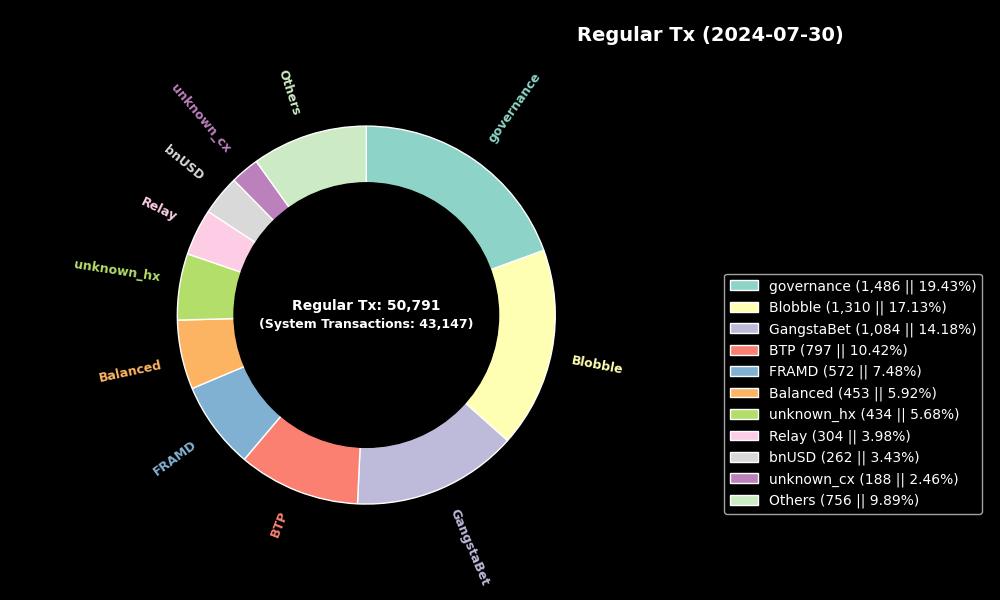 Regular Tx (2024-07-30)
governance
Others
unknown_cx
bnUSD
Relay
unknown_hx
Balanced
FRAMD
BTP
GangstaBet
Blobble
Regular Tx: 50,791
(System Transactions: 43,147)
governance (1,486 || 19.43%)
Blobble (1,310 || 17.13%)
GangstaBet (1,084 || 14.18%)
BTP (797 || 10.42%)
FRAMD (572 || 7.48%)
Balanced (453 || 5.92%)
unknown_hx (434 || 5.68%)
Relay (304 || 3.98%)
bnUSD (262 || 3.43%)
unknown_cx (188 || 2.46%)
Others (756 || 9.89%)